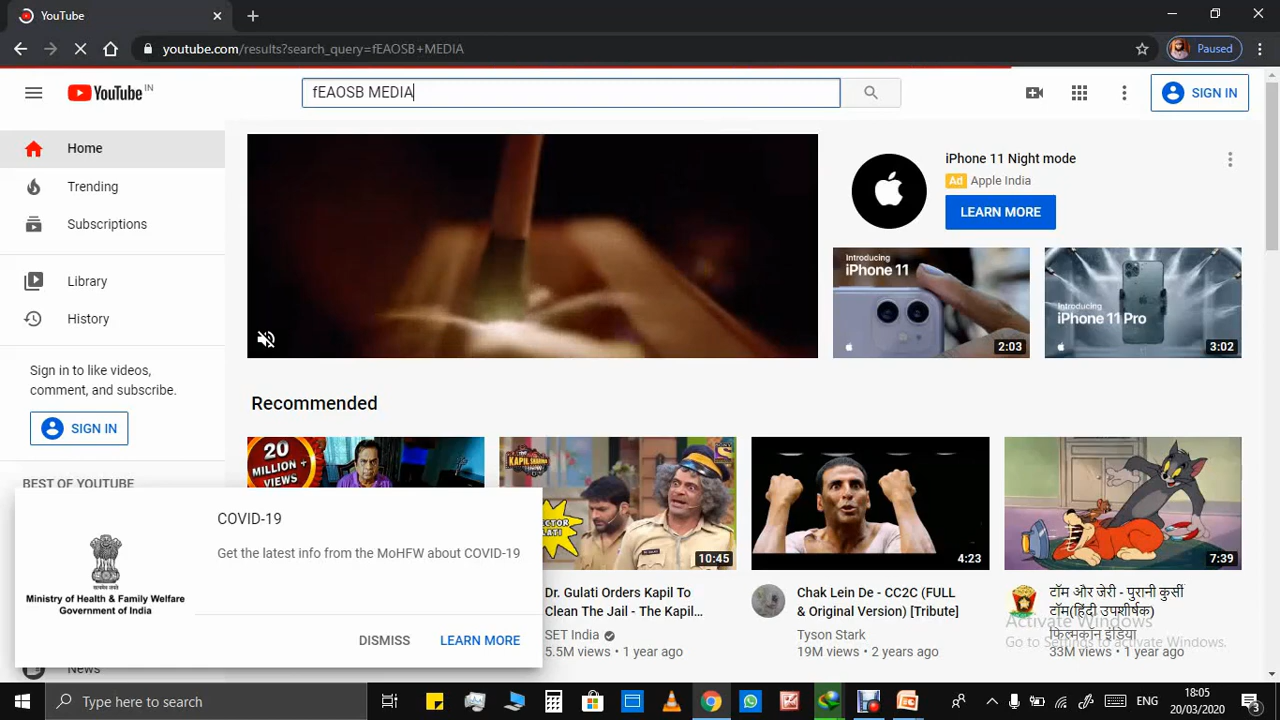 YouTube
youtube.com/results?search_query=fEAOSB+MEDIA
Paused
YouTube IN
fEAOSB MEDIA
SIGN IN
Home
Trending
Subscriptions
Library
History
Sign in to like videos,
comment, and subscribe.
SIGN IN
BEST OF YOUTUBE
iPhone 11 Night mode
Ad Apple India
LEARN MORE
Introducing
iPhone 11
2:03
Introducing
iPhone 11 Pro
3:02
Recommended
20
MILLION+
VIEWS
KAPIL
SHARMA
10:45
4:23
7:39
Dr. Gulati Orders Kapil To
Clean The Jail - The Kapil...
SET India
5.5M views • 1 year ago
Chak Lein De - CC2C (FULL
& Original Version) [Tribute]
Tyson Stark
19M views • 2 years ago
टॉम और जेरी - पुरानी कुर्सी
टॉम(हिंदी उपशीर्षक)
फिल्मकॉन इंडिया
33M views • 1 year ago
COVID-19
Get the latest info from the MoHFW about COVID-19
Ministry of Health & Family Welfare
Government of India
DISMISS
LEARN MORE
News
Activate Windows
Go to Settings to activate Windows.
Type here to search
ENG
18:05
20/03/2020
3